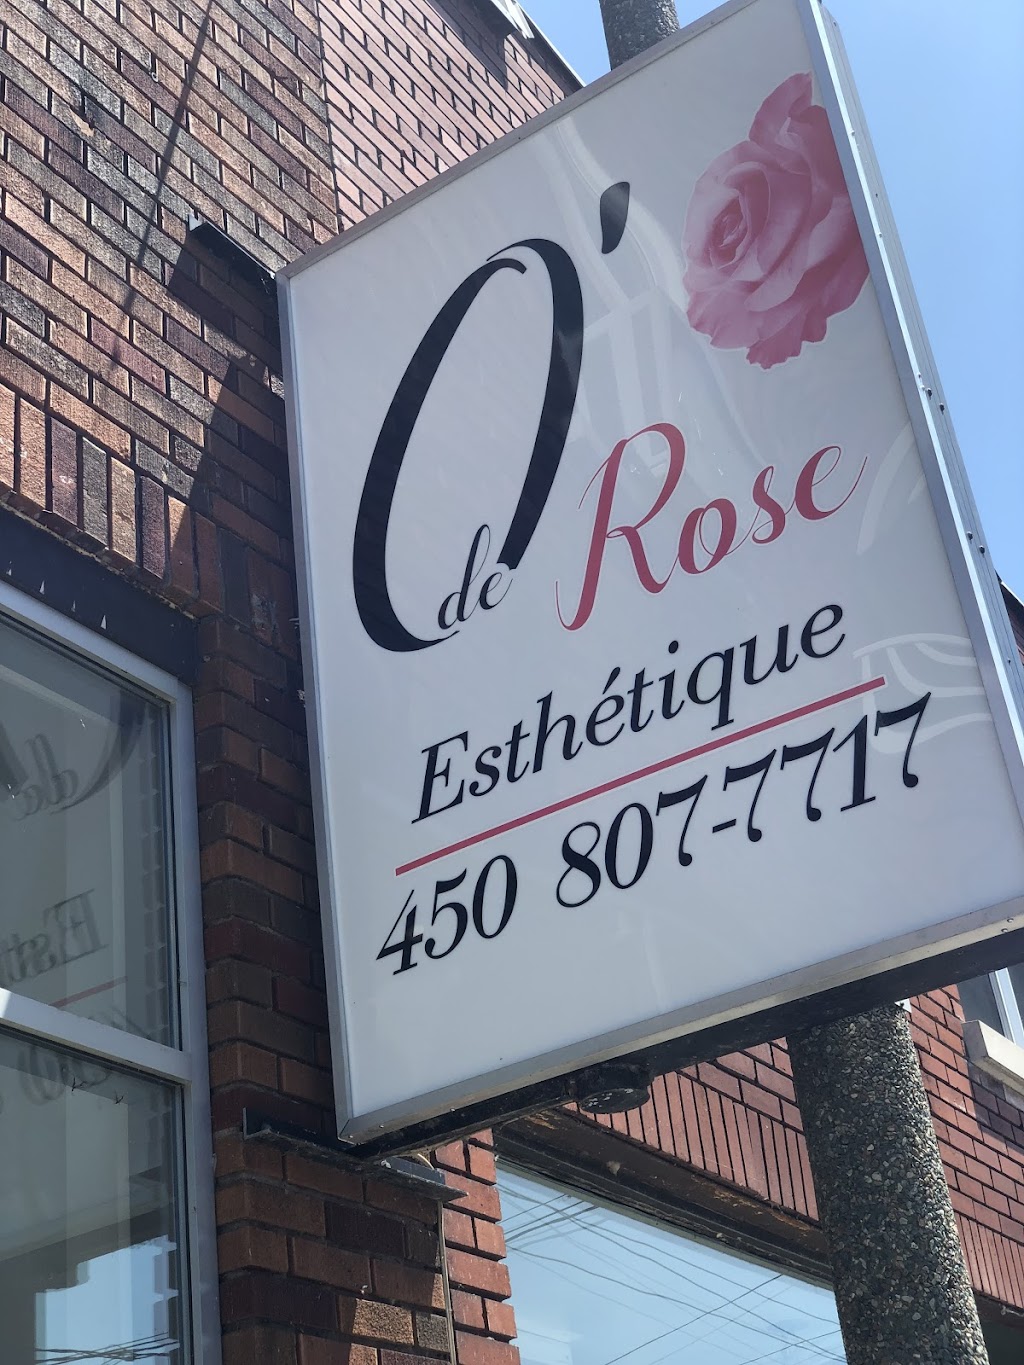 O'
de Rose
Esthétique
450 807-7717